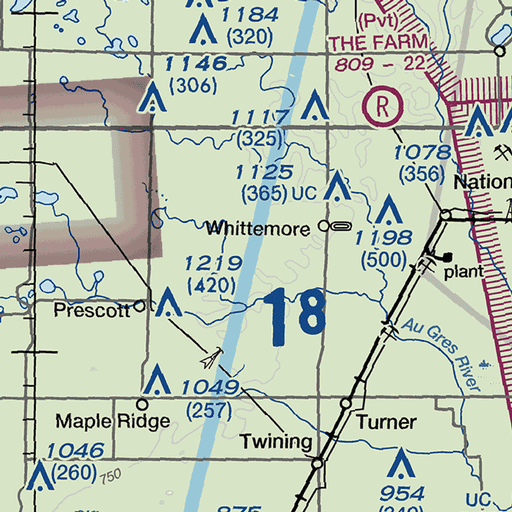 1184
(320)
(Pvt)
THE FARM
809 - 22
R
1146
(306)
1117
(325)
1078
(356)
1125
(365) UC
Nation
Whittemore
1198
(500)
1219
(420)
plant
Prescott
18
Au Gres River
1049
(257)
Maple Ridge
Turner
Twining
1046
(260)
750
954
UC